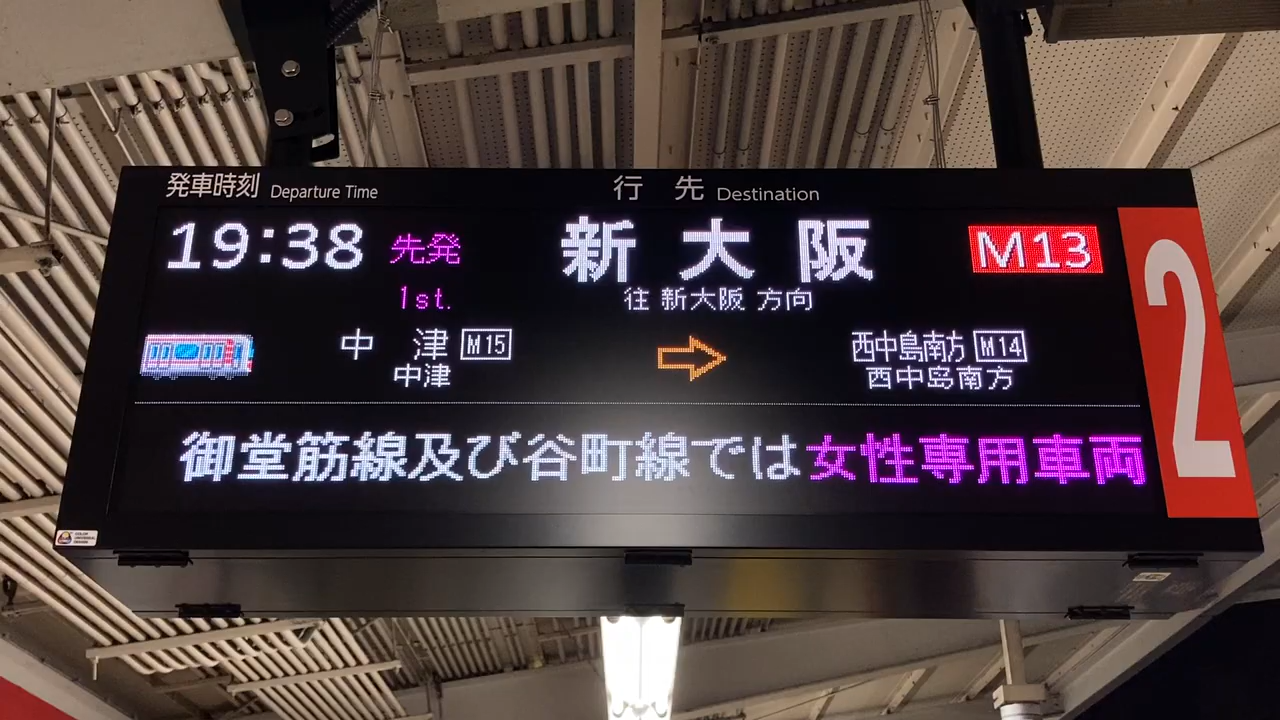 発車時刻 Departure Time 行 先 Destination
19:38 先発 新大阪 M13
1st. 往 新大阪 方向
中 津 M15 西中島南方 M14
中津 西中島南方
御堂筋線及び谷町線では女性専用車両
2